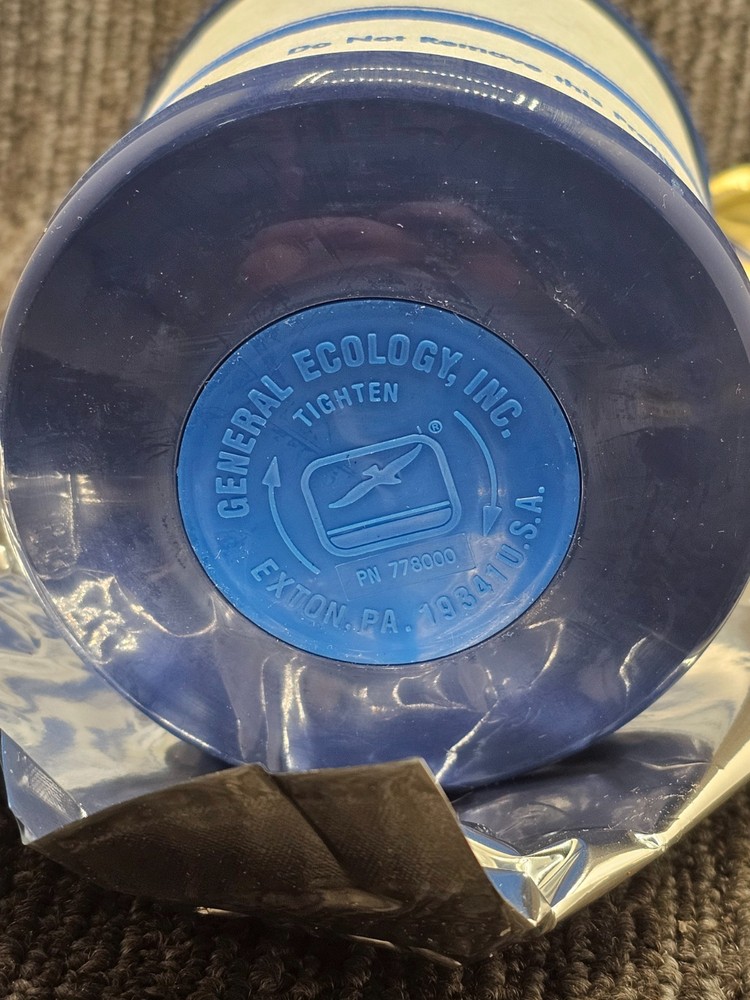 Do Not Remove this
GENERAL ECOLOGY, INC.
TIGHTEN
®
PN 778000
EXTON. PA. 19341 U.S.A.